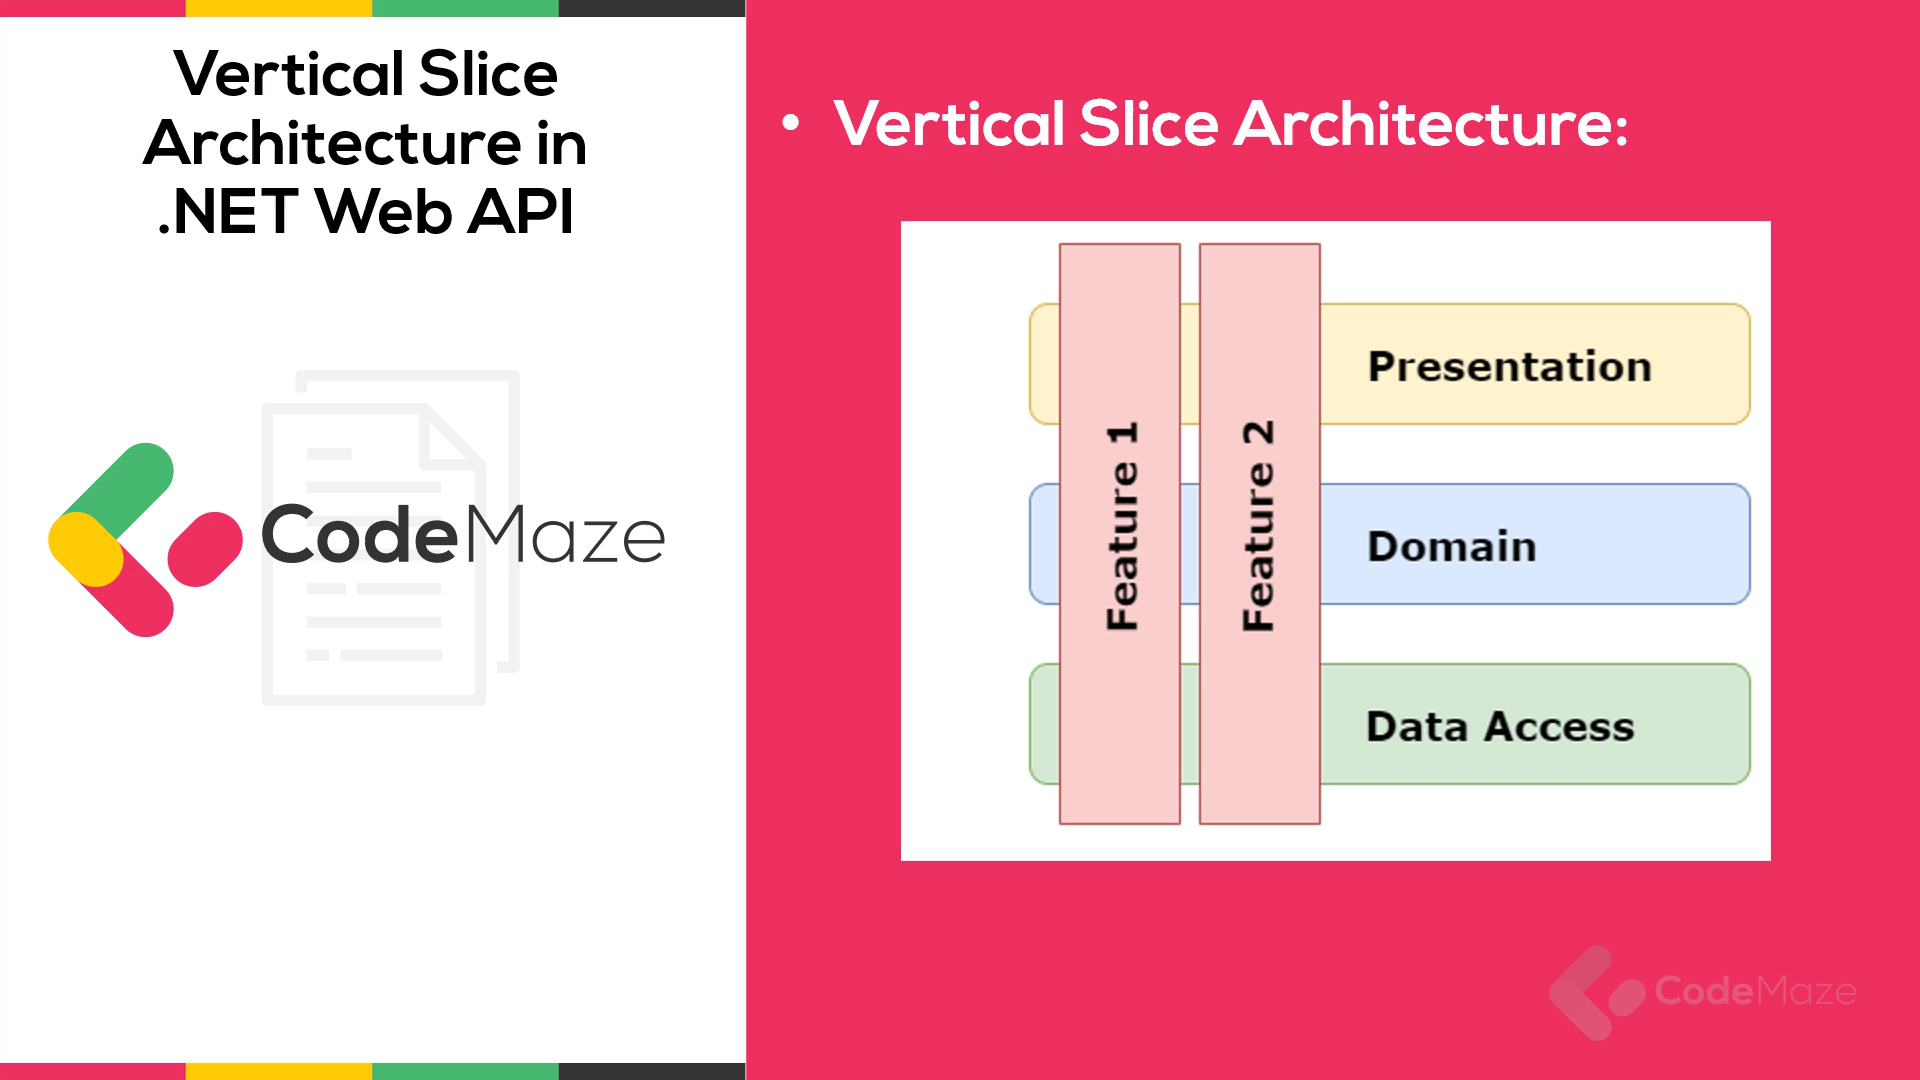 Vertical Slice
Architecture in
.NET Web API
CodeMaze
• Vertical Slice Architecture:
Feature 1
Feature 2
Presentation
Domain
Data Access
CodeMaze